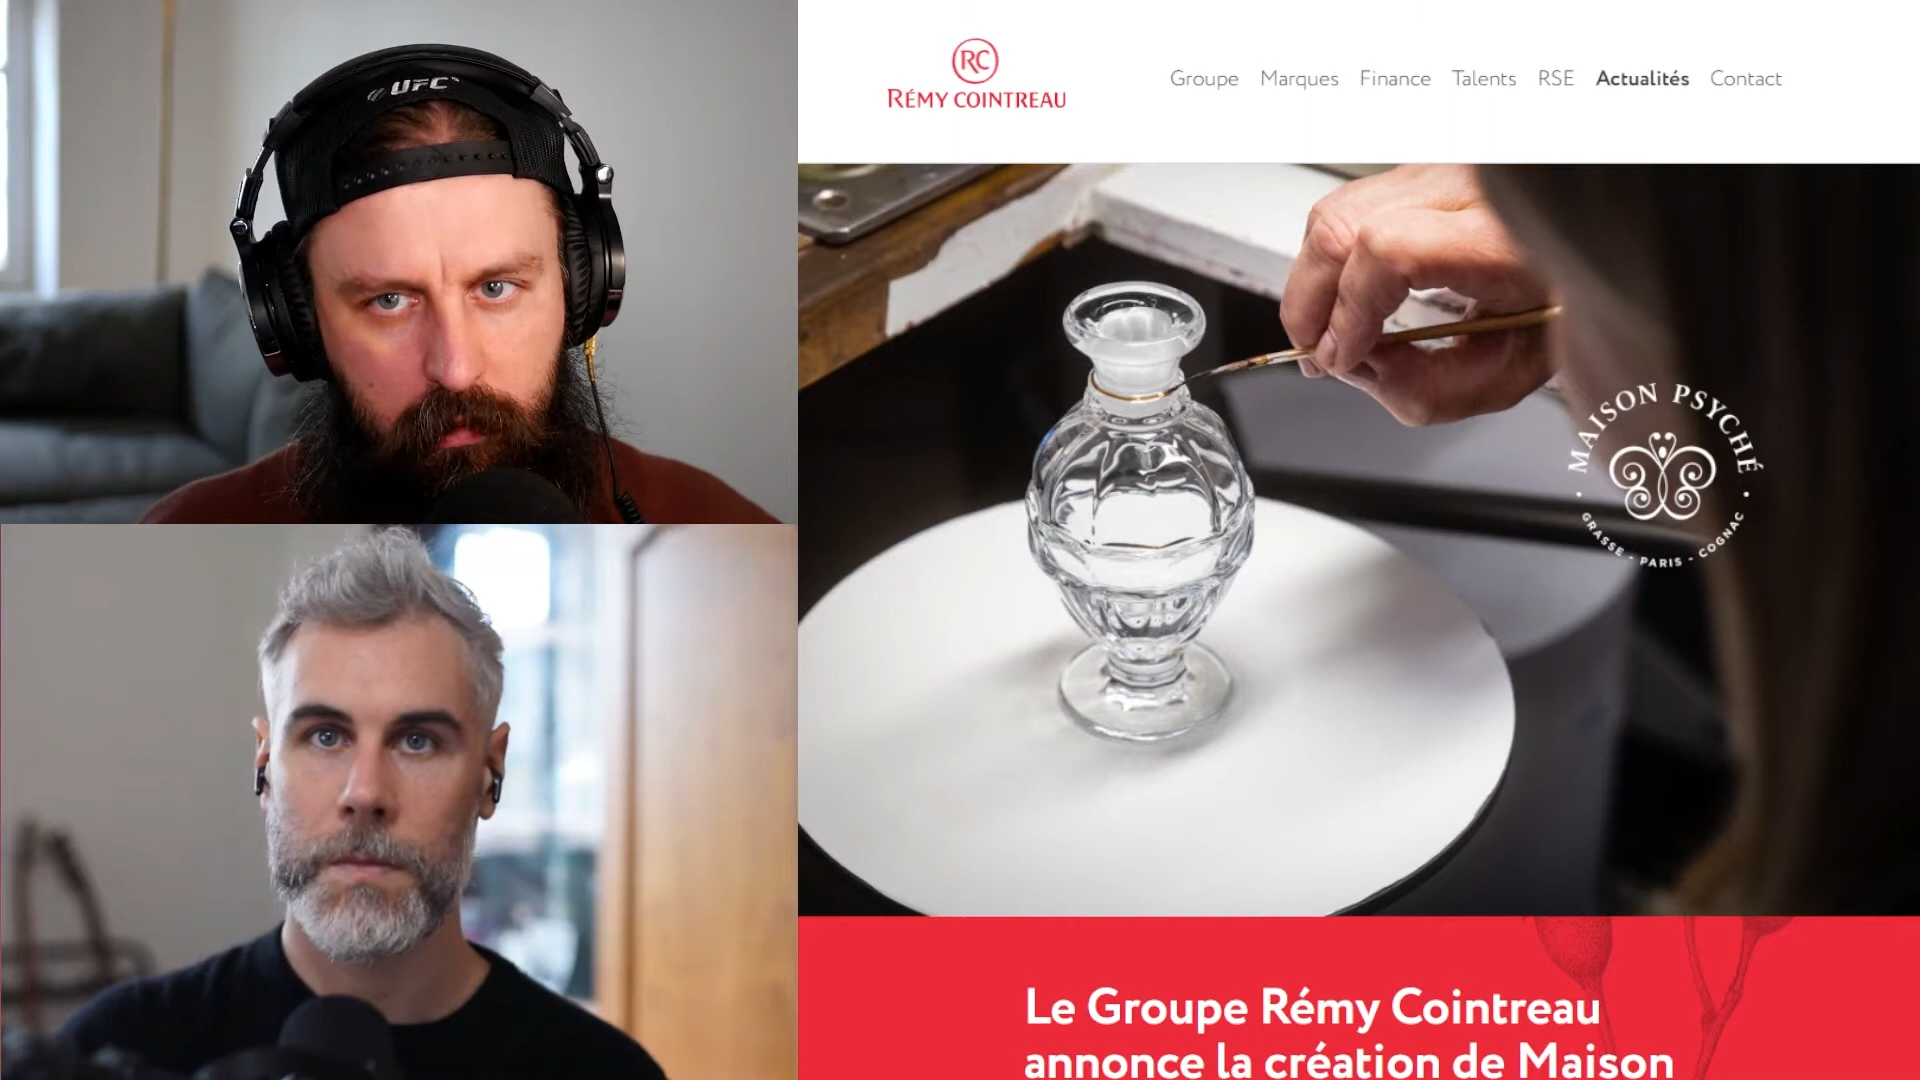 UFC
RC
RÉMY COINTREAU
Groupe Marques Finance Talents RSE Actualités Contact
MAISON PSYCHÉ
GRASSE - PARIS - COGNAC
Le Groupe Rémy Cointreau
annonce la création de Maison